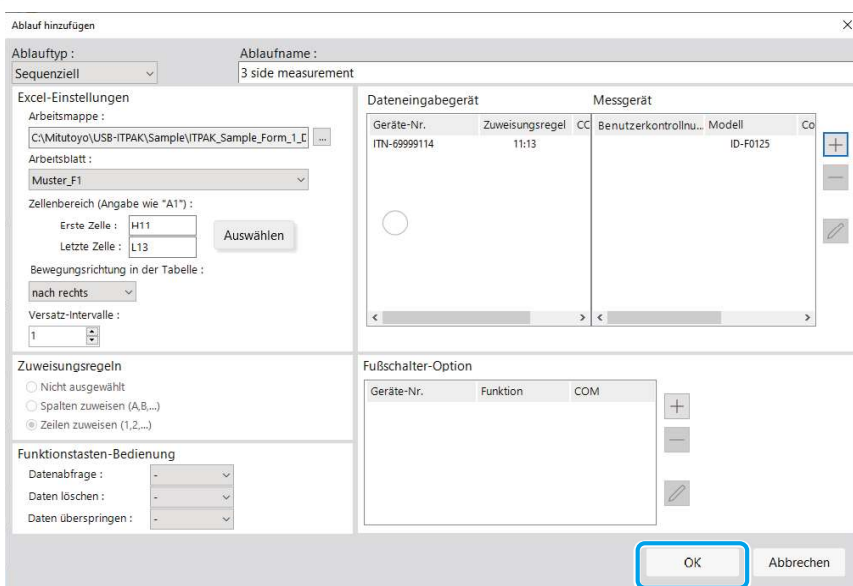 Ablauf hinzufügen
Ablauftyp :
Ablaufname :
Sequenziell
3 side measurement
Excel-Einstellungen
Arbeitsmappe :
C:\Mitutoyo\USB-ITPAK\Sample\ITPAK_Sample_Form_1_D
...
Arbeitsblatt :
Muster_F1
Zellenbereich (Angabe wie "A1") :
Erste Zelle : H11
Letzte Zelle : L13
Auswählen
Bewegungsrichtung in der Tabelle :
nach rechts
Versatz-Intervalle :
1
Dateneingabegerät
Messgerät
Geräte-Nr. Zuweisungsregel CC Benutzerkontrollnu... Modell Co
ITN-69999114 11:13 ID-F0125
Zuweisungsregeln
Nicht ausgewählt
Spalten zuweisen (A,B,...)
Zeilen zuweisen (1,2,...)
Fußschalter-Option
Geräte-Nr. Funktion COM
Funktionstasten-Bedienung
Datenabfrage : -
Daten löschen : -
Daten überspringen : -
OK
Abbrechen